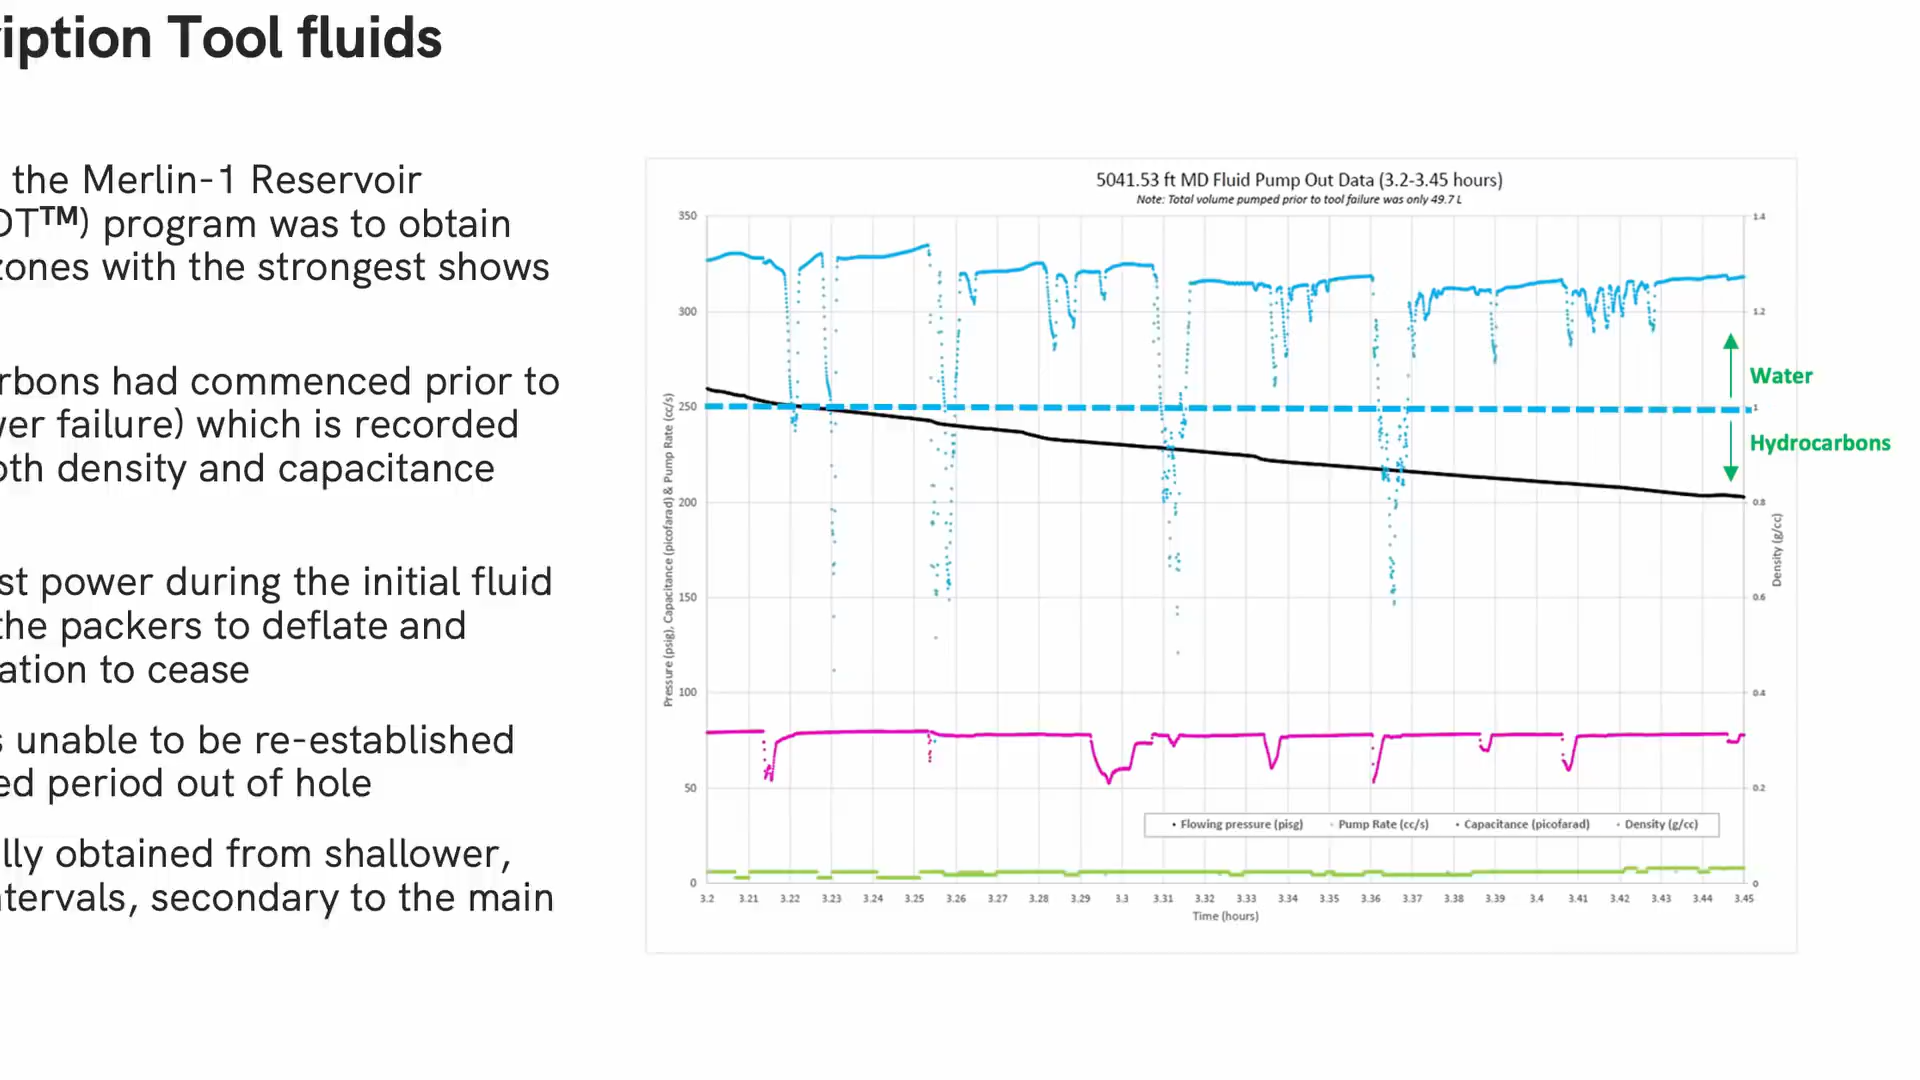 iption Tool fluids
the Merlin-1 Reservoir
DT™) program was to obtain
zones with the strongest shows
rbons had commenced prior to
ver failure) which is recorded
oth density and capacitance
st power during the initial fluid
the packers to deflate and
ation to cease
s unable to be re-established
ed period out of hole
lly obtained from shallower,
ntervals, secondary to the main
5041.53 ft MD Fluid Pump Out Data (3.2-3.45 hours)
Note: Total volume pumped prior to tool failure was only 49.7 L
350
300
250
200
150
100
50
0
Pressure (psig), Capacitance (picofarad) & Pump Rate (cc/s)
1.4
1.2
1
0.8
0.6
0.4
0.2
0
Density (g/cc)
Water
Hydrocarbons
Flowing pressure (pisg) Pump Rate (cc/s) Capacitance (picofarad) Density (g/cc)
3.2 3.21 3.22 3.23 3.24 3.25 3.26 3.27 3.28 3.29 3.3 3.31 3.32 3.33 3.34 3.35 3.36 3.37 3.38 3.39 3.4 3.41 3.42 3.43 3.44 3.45
Time (hours)